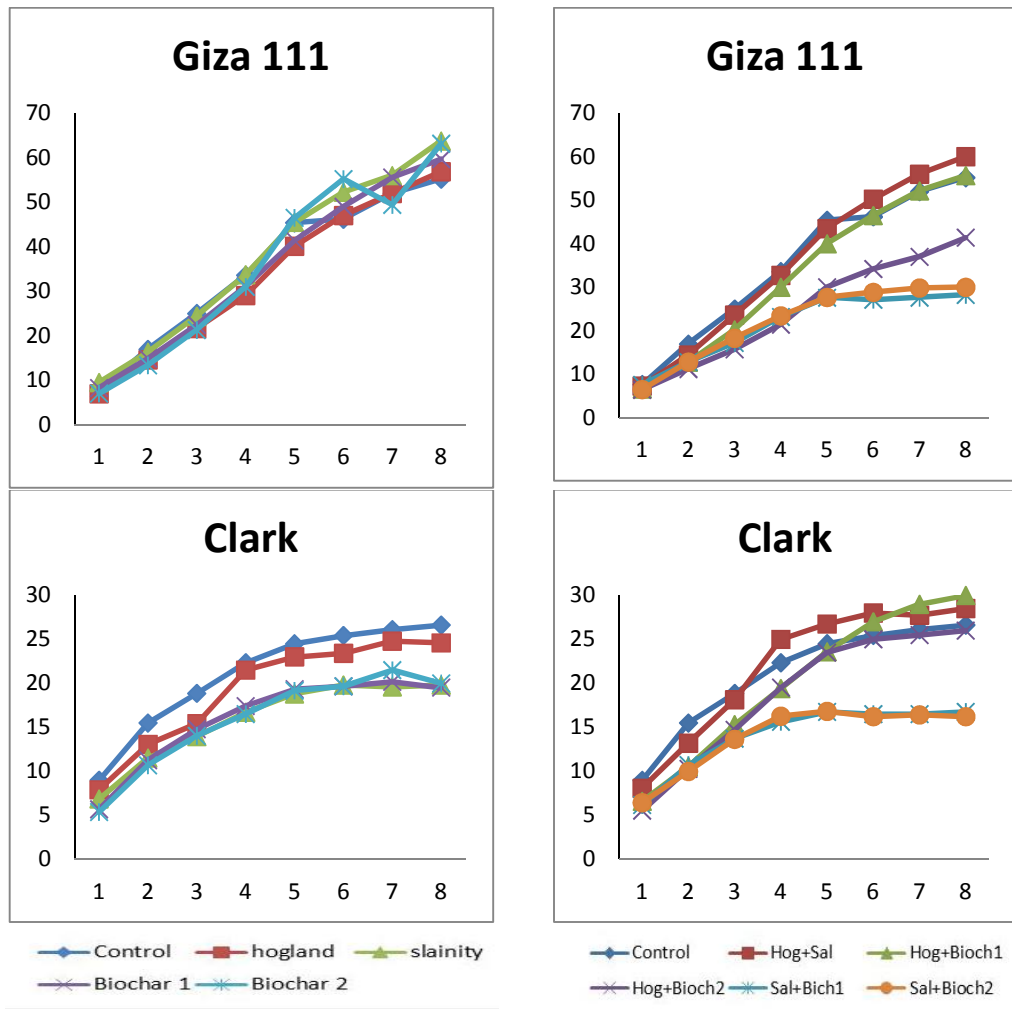 Giza 111
70
60
50
40
30
20
10
0
1 2 3 4 5 6 7 8
Giza 111
70
60
50
40
30
20
10
0
1 2 3 4 5 6 7 8
Clark
30
25
20
15
10
5
0
1 2 3 4 5 6 7 8
Clark
30
25
20
15
10
5
0
1 2 3 4 5 6 7 8
Control hogland slainity
Biochar 1 Biochar 2
Control Hog+Sal Hog+Bioch1
Hog+Bioch2 Sal+Bich1 Sal+Bioch2